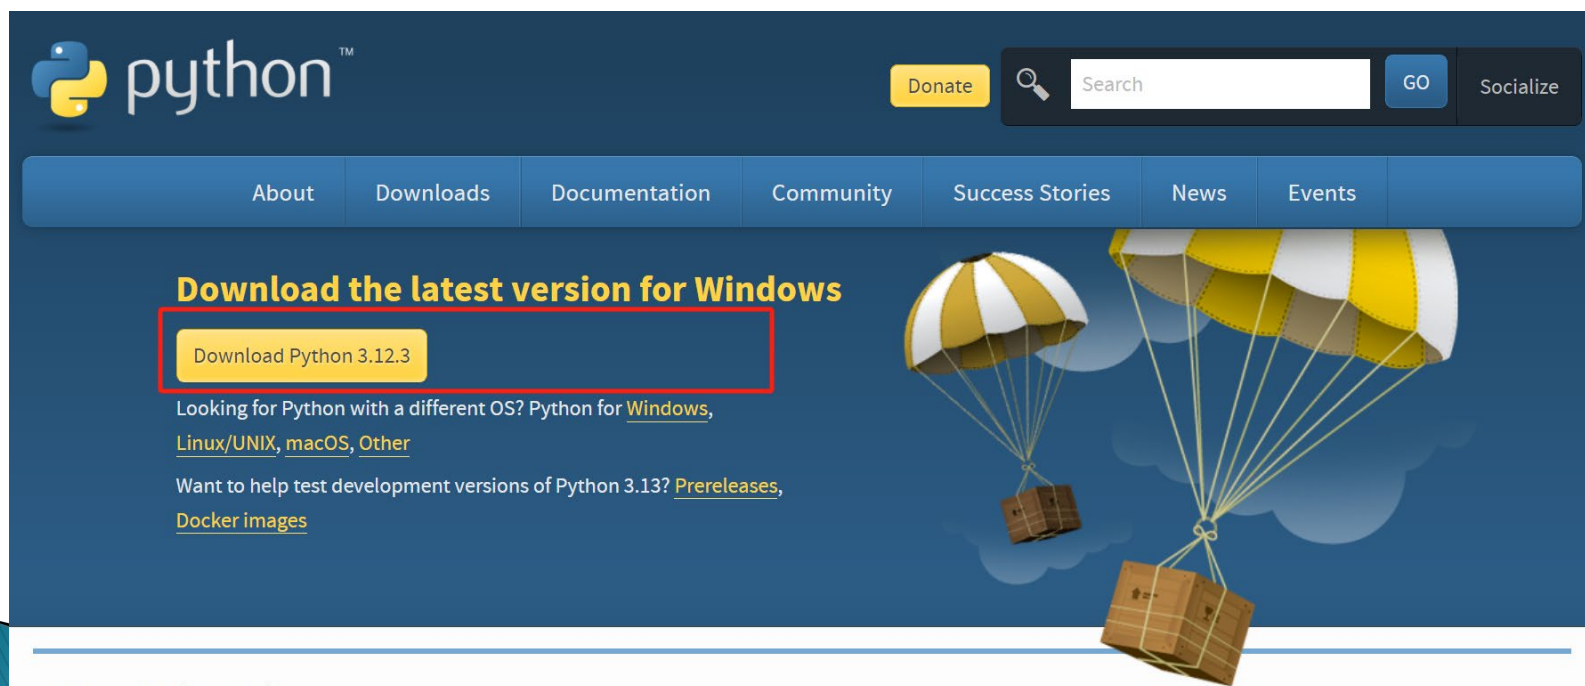 python™
Donate
Search
GO
Socialize
About
Downloads
Documentation
Community
Success Stories
News
Events
Download the latest version for Windows
Download Python 3.12.3
Looking for Python with a different OS? Python for Windows,
Linux/UNIX, macOS, Other
Want to help test development versions of Python 3.13? Prereleases,
Docker images